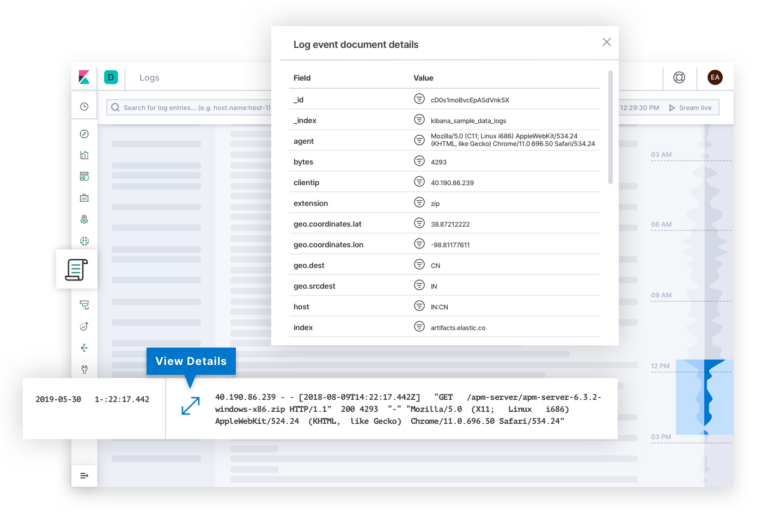 Log event document details
D
Logs
EA
Search for log entries... (e.g. host.name:host-1)
12:29:30 PM
Sream live
Field Value
_id cD0s1moBvcEpASdVnk5X
_index kibana_sample_data_logs
agent Mozilla/5.0 (C11; Linux i686) AppleWebKit/534.24
(KHTML, like Gecko) Chrome/11.0.696.50 Safari/534.24
bytes 4293
clientip 40.190.86.239
extension zip
geo.coordinates.lat 38.87212222
geo.coordinates.lon -98.81177611
geo.dest CN
geo.srcdest IN
host IN:CN
index artifacts.elastic.co
03 AM
06 AM
09 AM
12 PM
03 PM
View Details
2019-05-30 1-:22:17.442
40.190.86.239 - - [2018-08-09T14:22:17.442Z] "GET /apm-server/apm-server-6.3.2-
windows-x86.zip HTTP/1.1" 200 4293 "-" "Mozilla/5.0 (X11; Linux i686)
AppleWebKit/524.24 (KHTML, like Gecko) Chrome/11.0.696.50 Safari/534.24"